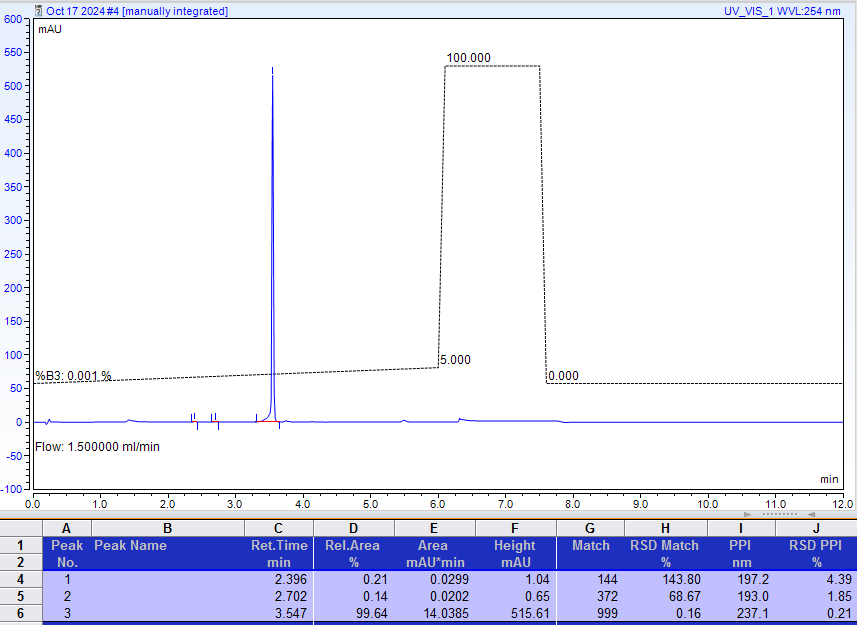 Oct 17 2024 #4 [manually integrated] UV_VIS_1 WVL:254 nm
600
mAU
550
100.000
500
450
400
350
300
250
200
150
100
5.000
%B3: 0.001 %
0.000
50
0
Flow: 1.500000 ml/min
-50
min
-100
0.0 1.0 2.0 3.0 4.0 5.0 6.0 7.0 8.0 9.0 10.0 11.0 12.0
A B C D E F G H I J
1 Peak Peak Name Ret.Time Rel.Area Area Height Match RSD Match PPI RSD PPI
2 No. min % mAU*min mAU % nm %
4 1 2.396 0.21 0.0299 1.04 144 143.80 197.2 4.39
5 2 2.702 0.14 0.0202 0.65 372 68.67 193.0 1.85
6 3 3.547 99.64 14.0385 515.61 999 0.16 237.1 0.21